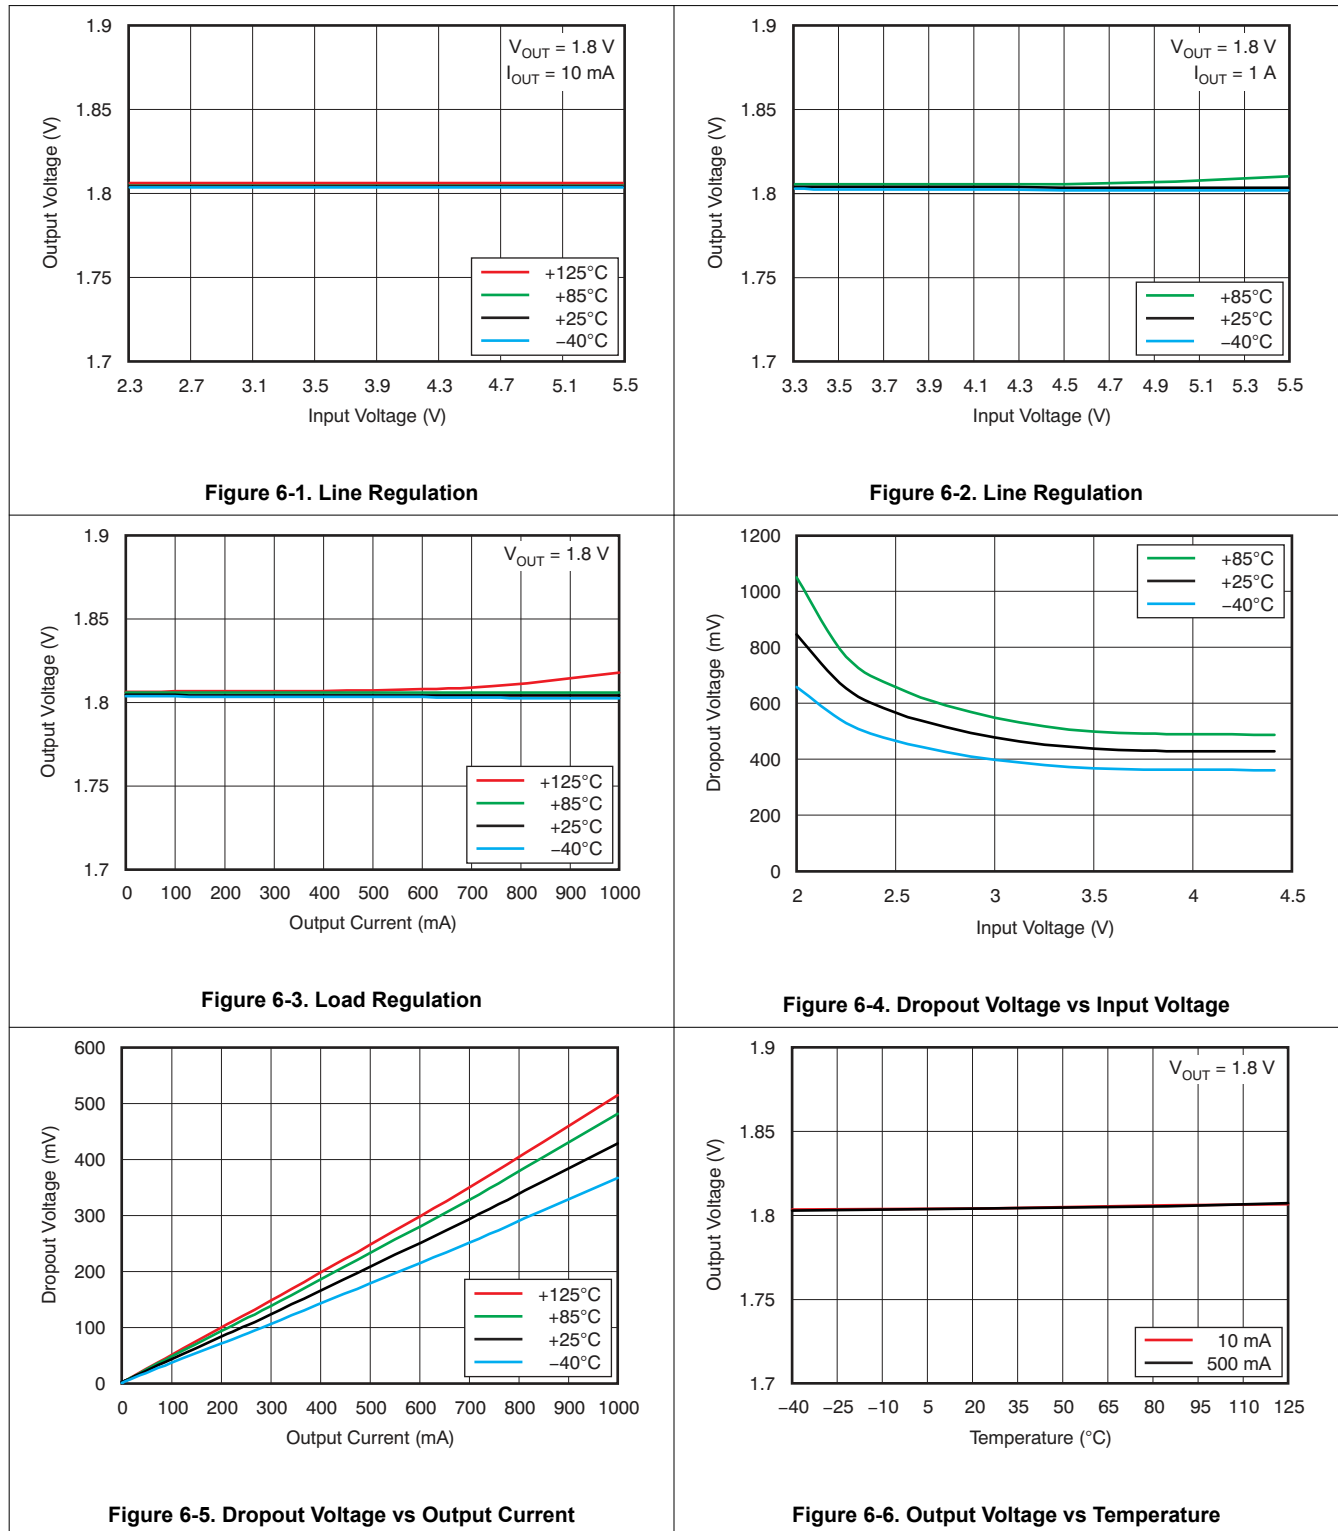 1.9
1.85
1.8
1.75
1.7
Output Voltage (V)
V_OUT = 1.8 V
I_OUT = 10 mA
+125°C
+85°C
+25°C
−40°C
2.3 2.7 3.1 3.5 3.9 4.3 4.7 5.1 5.5
Input Voltage (V)
Figure 6-1. Line Regulation
1.9
1.85
1.8
1.75
1.7
Output Voltage (V)
V_OUT = 1.8 V
I_OUT = 1 A
+85°C
+25°C
−40°C
3.3 3.5 3.7 3.9 4.1 4.3 4.5 4.7 4.9 5.1 5.3 5.5
Input Voltage (V)
Figure 6-2. Line Regulation
1.9
1.85
1.8
1.75
1.7
Output Voltage (V)
V_OUT = 1.8 V
+125°C
+85°C
+25°C
−40°C
0 100 200 300 400 500 600 700 800 900 1000
Output Current (mA)
Figure 6-3. Load Regulation
1200
1000
800
600
400
200
0
Dropout Voltage (mV)
+85°C
+25°C
−40°C
2 2.5 3 3.5 4 4.5
Input Voltage (V)
Figure 6-4. Dropout Voltage vs Input Voltage
600
500
400
300
200
100
0
Dropout Voltage (mV)
+125°C
+85°C
+25°C
−40°C
0 100 200 300 400 500 600 700 800 900 1000
Output Current (mA)
Figure 6-5. Dropout Voltage vs Output Current
1.9
1.85
1.8
1.75
1.7
Output Voltage (V)
V_OUT = 1.8 V
10 mA
500 mA
−40 −25 −10 5 20 35 50 65 80 95 110 125
Temperature (°C)
Figure 6-6. Output Voltage vs Temperature